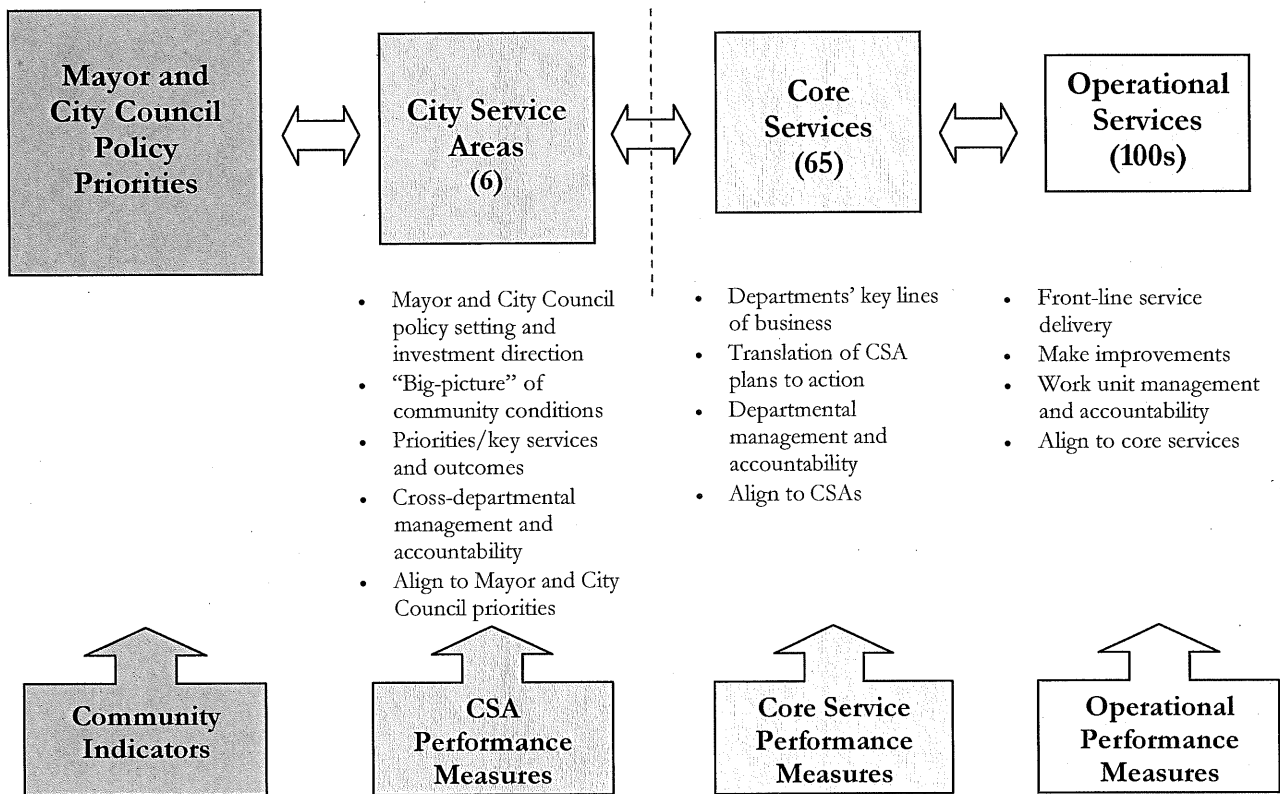 Mayor and
City Council
Policy
Priorities
City Service
Areas
(6)
Core
Services
(65)
Operational
Services
(100s)
• Mayor and City Council
policy setting and
investment direction
• “Big-picture” of
community conditions
• Priorities/key services
and outcomes
• Cross-departmental
management and
accountability
• Align to Mayor and City
Council priorities
• Departments’ key lines
of business
• Translation of CSA
plans to action
• Departmental
management and
accountability
• Align to CSAs
• Front-line service
delivery
• Make improvements
• Work unit management
and accountability
• Align to core services
Community
Indicators
CSA
Performance
Measures
Core Service
Performance
Measures
Operational
Performance
Measures